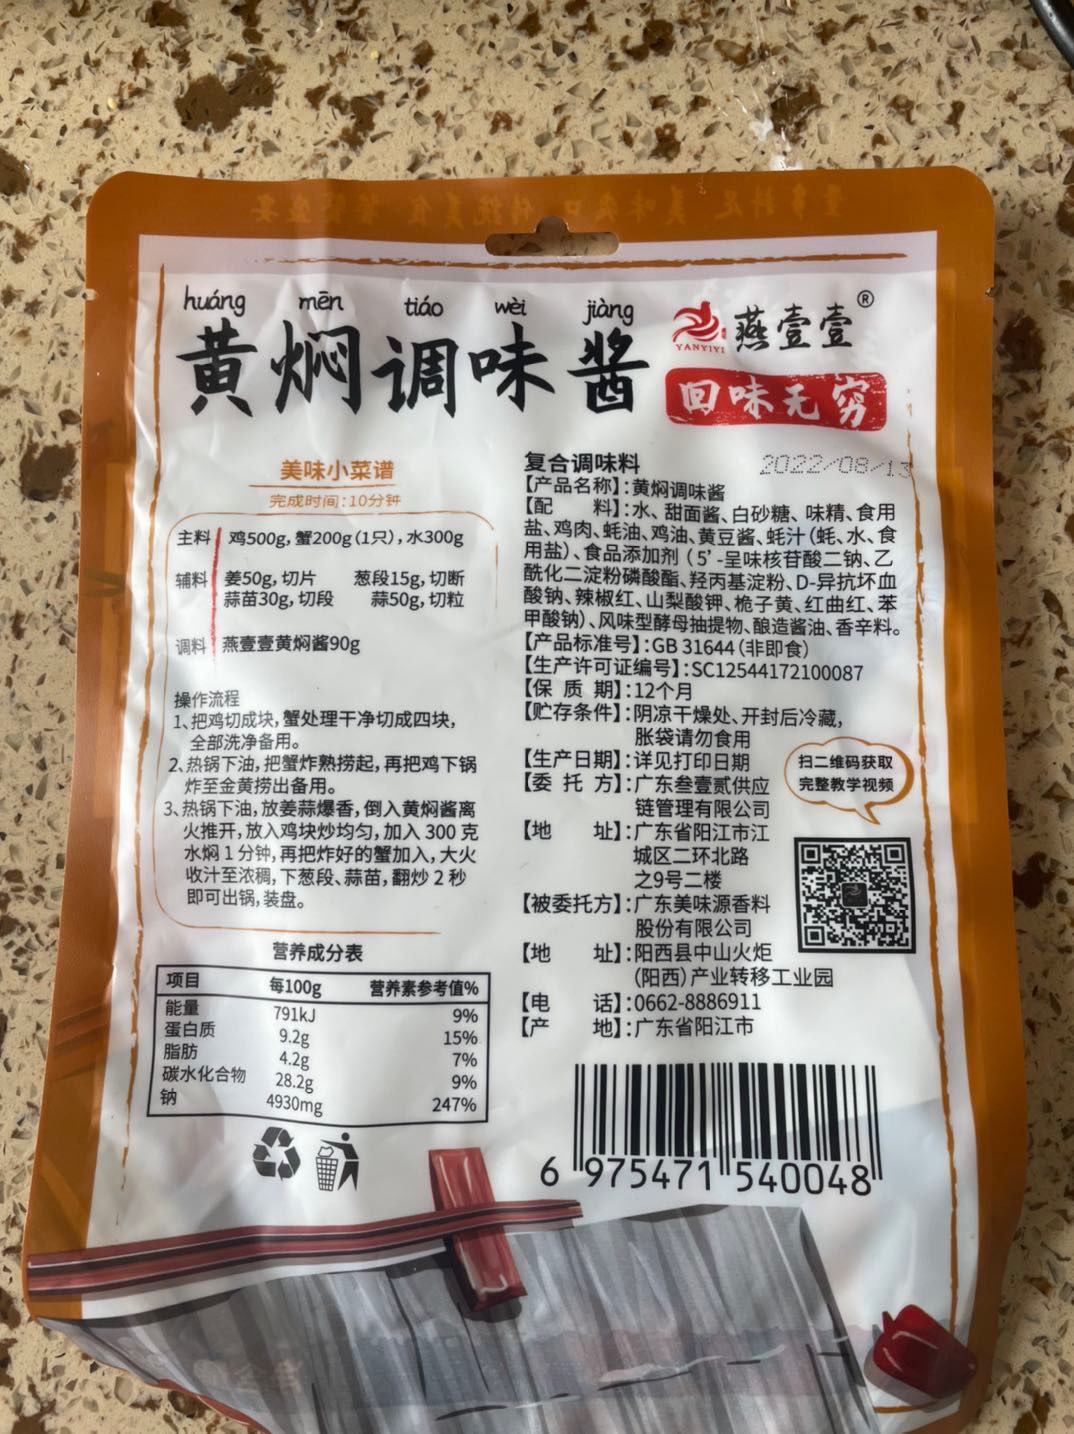 huáng mēn tiáo wèi jiàng
黄焖调味酱
YANYIYI
燕壹壹®
回味无穷
美味小菜谱
完成时间:10分钟
主料 鸡500g,蟹200g(1只),水300g
辅料 姜50g,切片 葱段15g,切断
蒜苗30g,切段 蒜50g,切粒
调料 燕壹壹黄焖酱90g
操作流程
1、把鸡切成块,蟹处理干净切成四块,
全部洗净备用。
2、热锅下油,把蟹炸熟捞起,再把鸡下锅
炸至金黄捞出备用。
3、热锅下油,放姜蒜爆香,倒入黄焖酱离
火推开,放入鸡块炒均匀,加入 300 克
水焖 1 分钟,再把炸好的蟹加入,大火
收汁至浓稠,下葱段、蒜苗,翻炒 2 秒
即可出锅,装盘。
营养成分表
项目 每100g 营养素参考值%
能量 791kJ 9%
蛋白质 9.2g 15%
脂肪 4.2g 7%
碳水化合物 28.2g 9%
钠 4930mg 247%
复合调味料
2022/08/13
【产品名称】:黄焖调味酱
【配 料】:水、甜面酱、白砂糖、味精、食用
盐、鸡肉、蚝油、鸡油、黄豆酱、蚝汁(蚝、水、食
用盐)、食品添加剂(5’-呈味核苷酸二钠、乙
酰化二淀粉磷酸酯、羟丙基淀粉、D-异抗坏血
酸钠、辣椒红、山梨酸钾、栀子黄、红曲红、苯
甲酸钠)、风味型酵母抽提物、酿造酱油、香辛料。
【产品标准号】:GB 31644(非即食)
【生产许可证编号】:SC12544172100087
【保 质 期】:12个月
【贮存条件】:阴凉干燥处、开封后冷藏,
胀袋请勿食用
【生产日期】:详见打印日期
【委 托 方】:广东叁壹贰供应
链管理有限公司
【地 址】:广东省阳江市江
城区二环北路
之9号二楼
【被委托方】:广东美味源香料
股份有限公司
【地 址】:阳西县中山火炬
(阳西)产业转移工业园
【电 话】:0662-8886911
【产 地】:广东省阳江市
扫二维码获取
完整教学视频
6 975471 540048